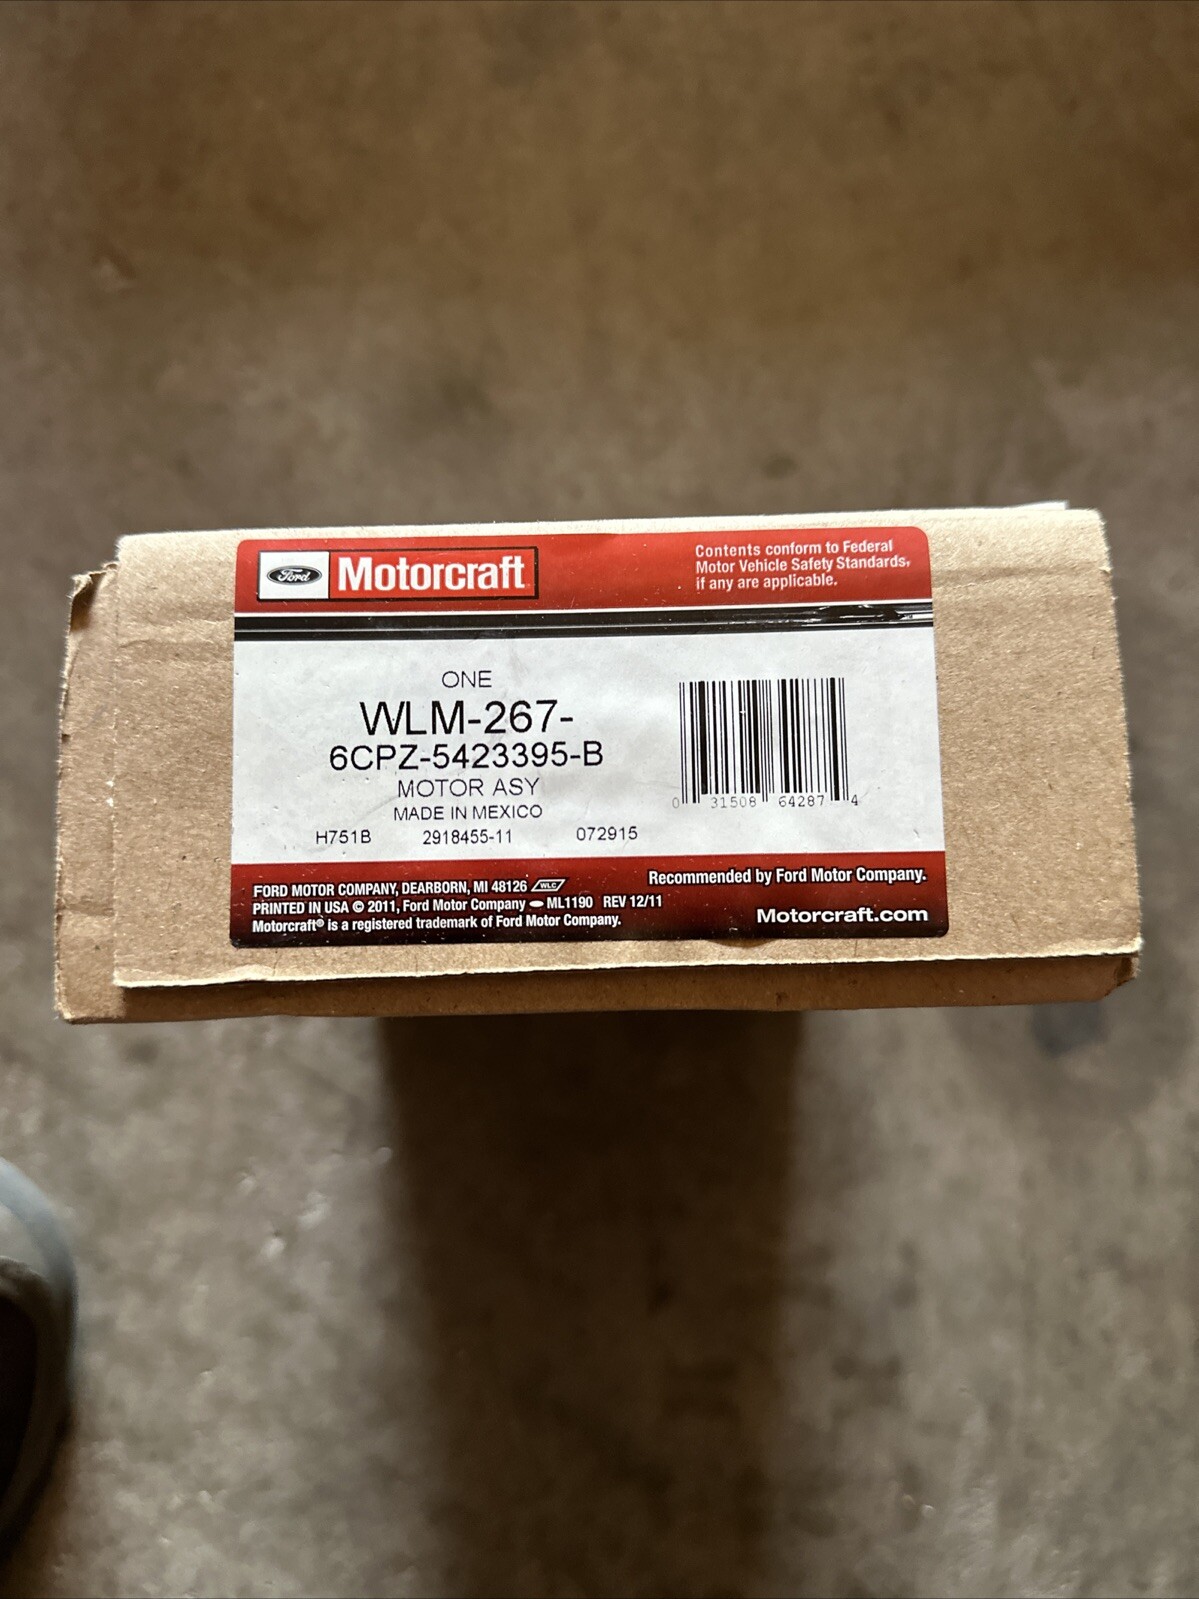 Ford Motorcraft
Contents conform to Federal
Motor Vehicle Safety Standards,
if any are applicable.
ONE
WLM-267-
6CPZ-5423395-B
MOTOR ASY
MADE IN MEXICO
H751B 2918455-11 072915
0 31508 64287 4
FORD MOTOR COMPANY, DEARBORN, MI 48126 WLC
PRINTED IN USA © 2011, Ford Motor Company ML1190 REV 12/11
Motorcraft® is a registered trademark of Ford Motor Company.
Recommended by Ford Motor Company.
Motorcraft.com